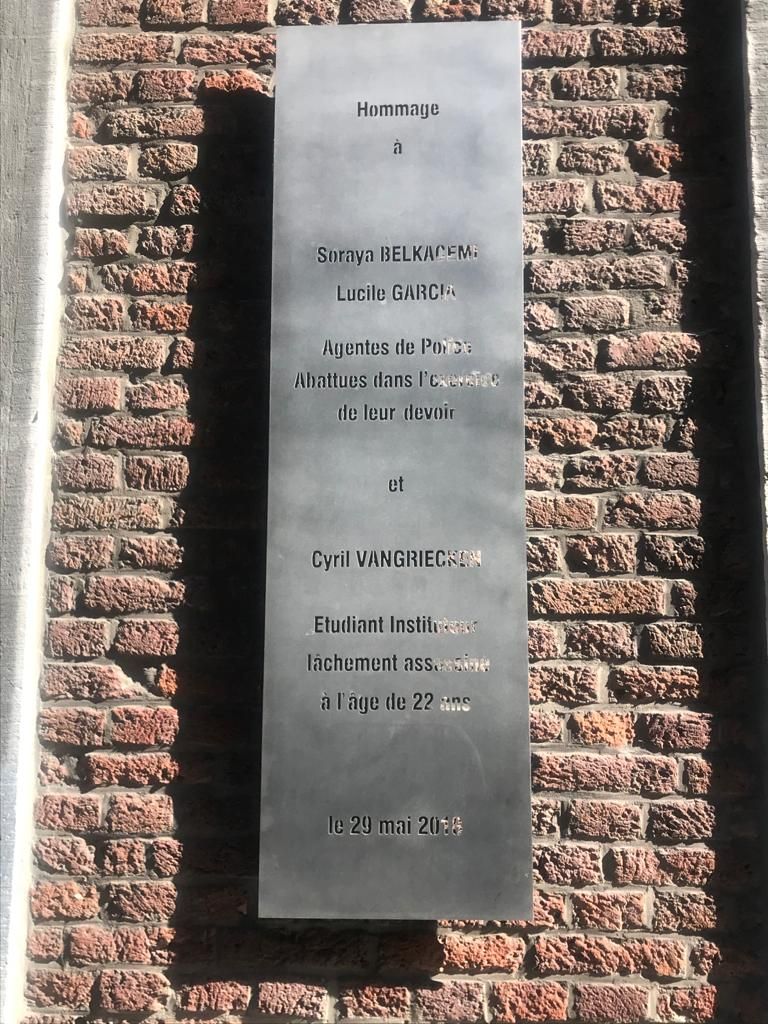 Hommage
à
Soraya BELKACEMI
Lucile GARCIA
Agentes de Police
Abattues dans l'exercice
de leur devoir
et
Cyril VANGRIECKEN
Etudiant Instituteur
lâchement assassiné
à l'âge de 22 ans
le 29 mai 2018